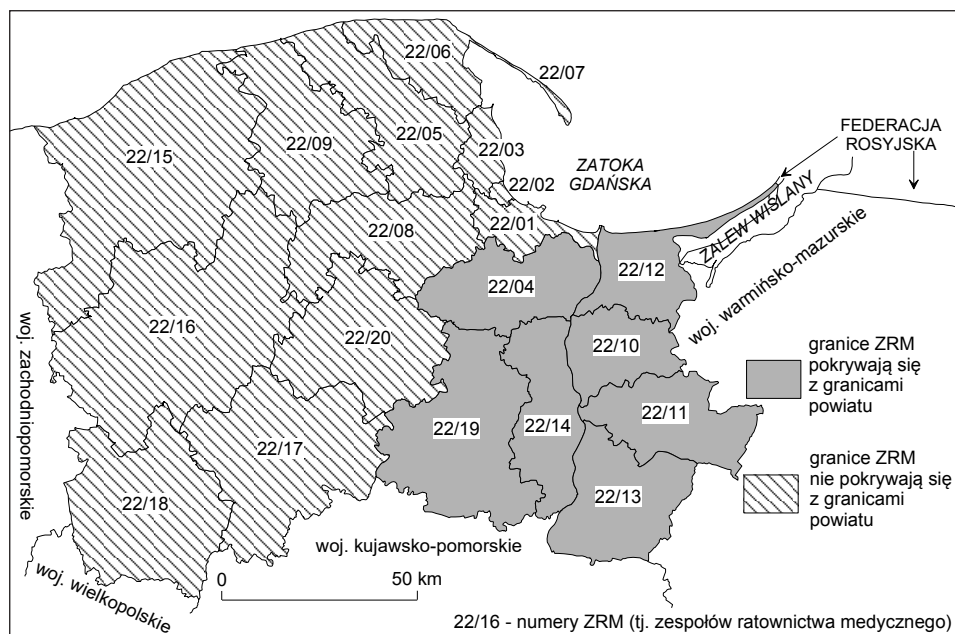 22/06
22/07
22/15
22/09
22/05
22/03
22/02
ZATOKA
GDAŃSKA
FEDERACJA
ROSYJSKA
ZALEW WIŚLANY
22/01
22/08
22/12
22/04
woj. warmińsko-mazurskie
woj. zachodniopomorskie
22/16
22/20
22/10
granice ZRM
pokrywają się
z granicami
powiatu
22/11
22/19
22/14
22/17
22/18
22/13
granice ZRM
nie pokrywają się
z granicami
powiatu
woj. kujawsko-pomorskie
woj. wielkopolskie
0 50 km
22/16 - numery ZRM (tj. zespołów ratownictwa medycznego)